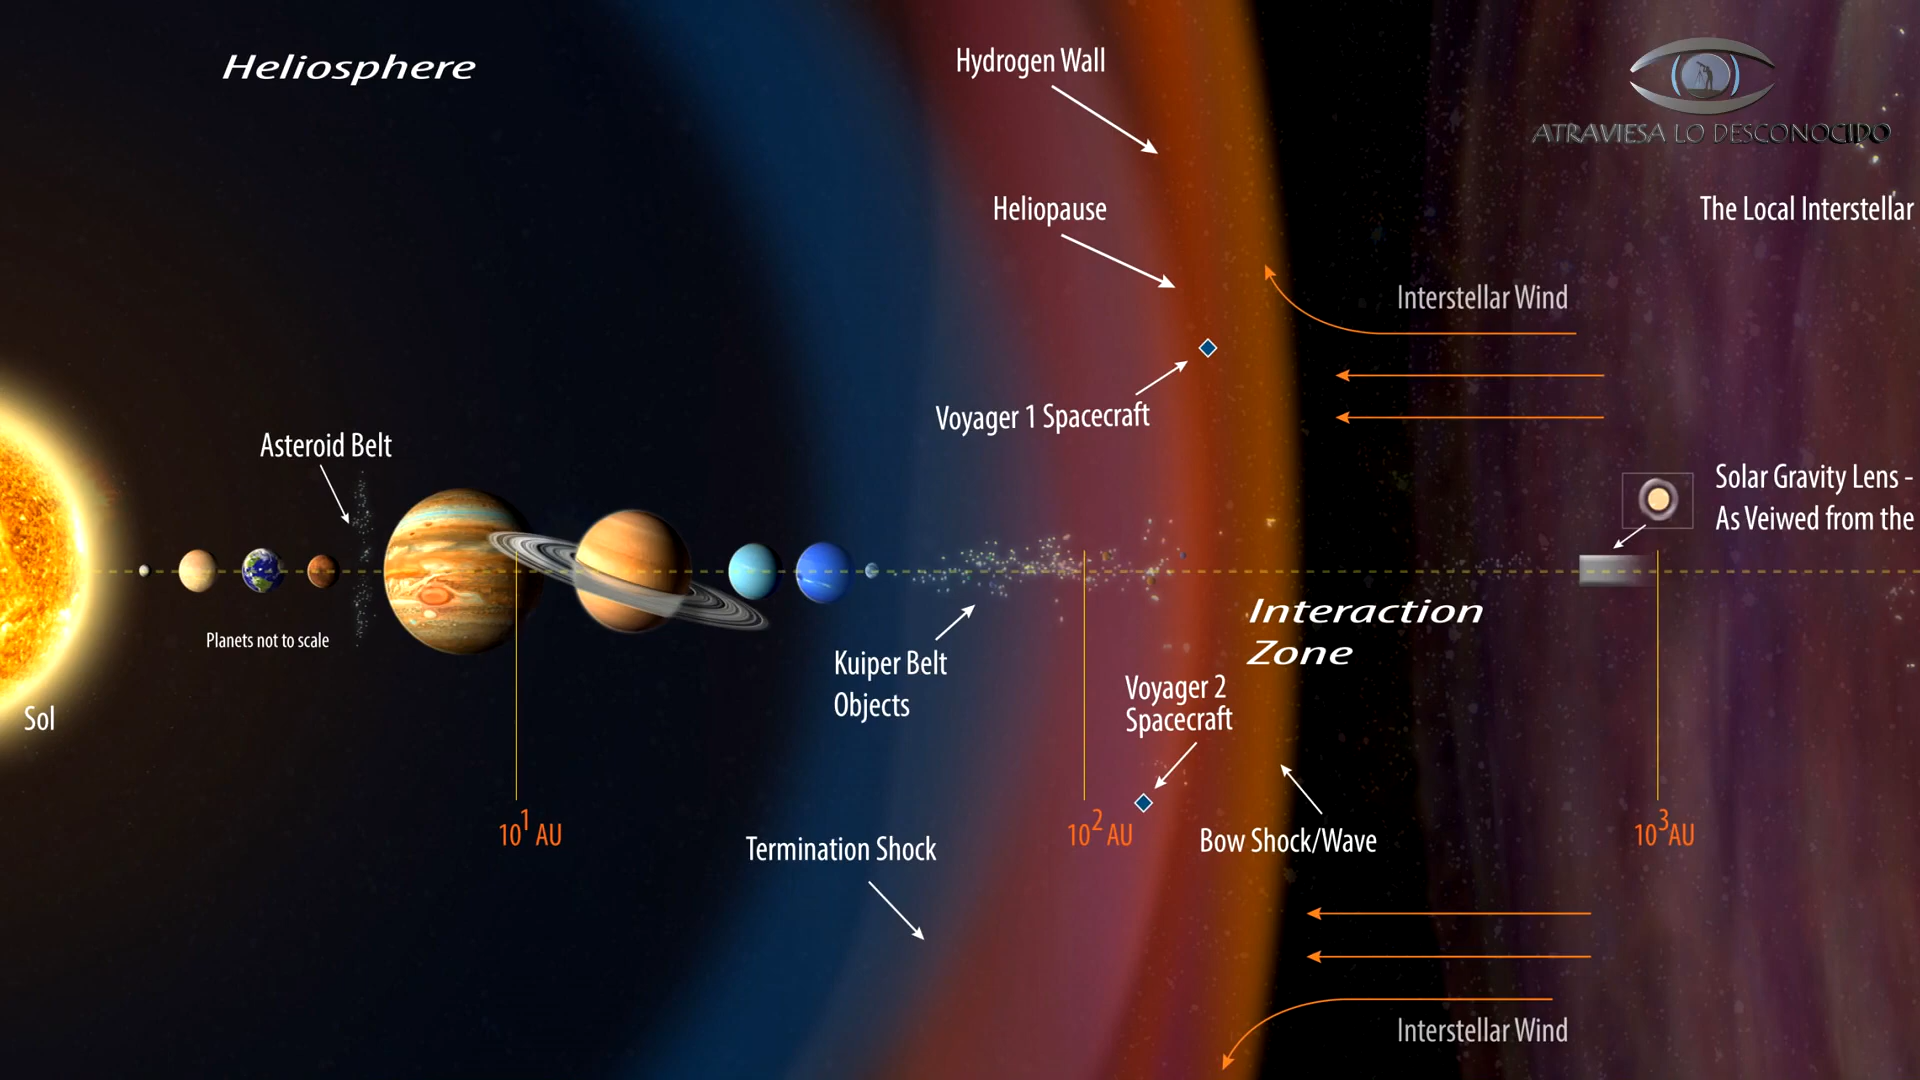 Heliosphere
Hydrogen Wall
ATRAVIESA LO DESCONOCIDO
Heliopause
The Local Interstellar
Interstellar Wind
Voyager 1 Spacecraft
Asteroid Belt
Solar Gravity Lens -
As Veiwed from the
Planets not to scale
Interaction
Zone
Kuiper Belt
Objects
Voyager 2
Spacecraft
Sol
10¹ AU
10² AU
10³AU
Termination Shock
Bow Shock/Wave
Interstellar Wind